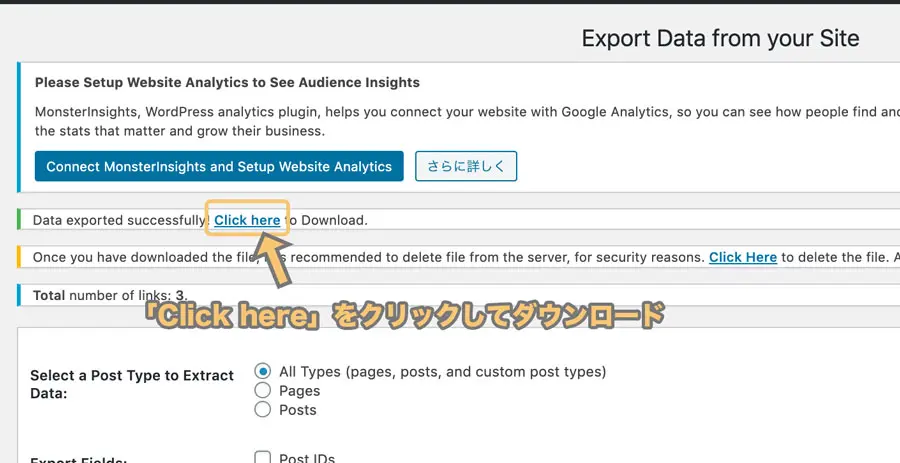 Export Data from your Site
Please Setup Website Analytics to See Audience Insights
MonsterInsights, WordPress analytics plugin, helps you connect your website with Google Analytics, so you can see how people find and
the stats that matter and grow their business.
Connect MonsterInsights and Setup Website Analytics さらに詳しく
Data exported successfully! Click here to Download.
Once you have downloaded the file, is recommended to delete file from the server, for security reasons. Click Here to delete the file. A
Total number of links: 3.
「Click here」をクリックしてダウンロード
Select a Post Type to Extract
Data:
All Types (pages, posts, and custom post types)
Pages
Posts
Export Fields:
Post IDs